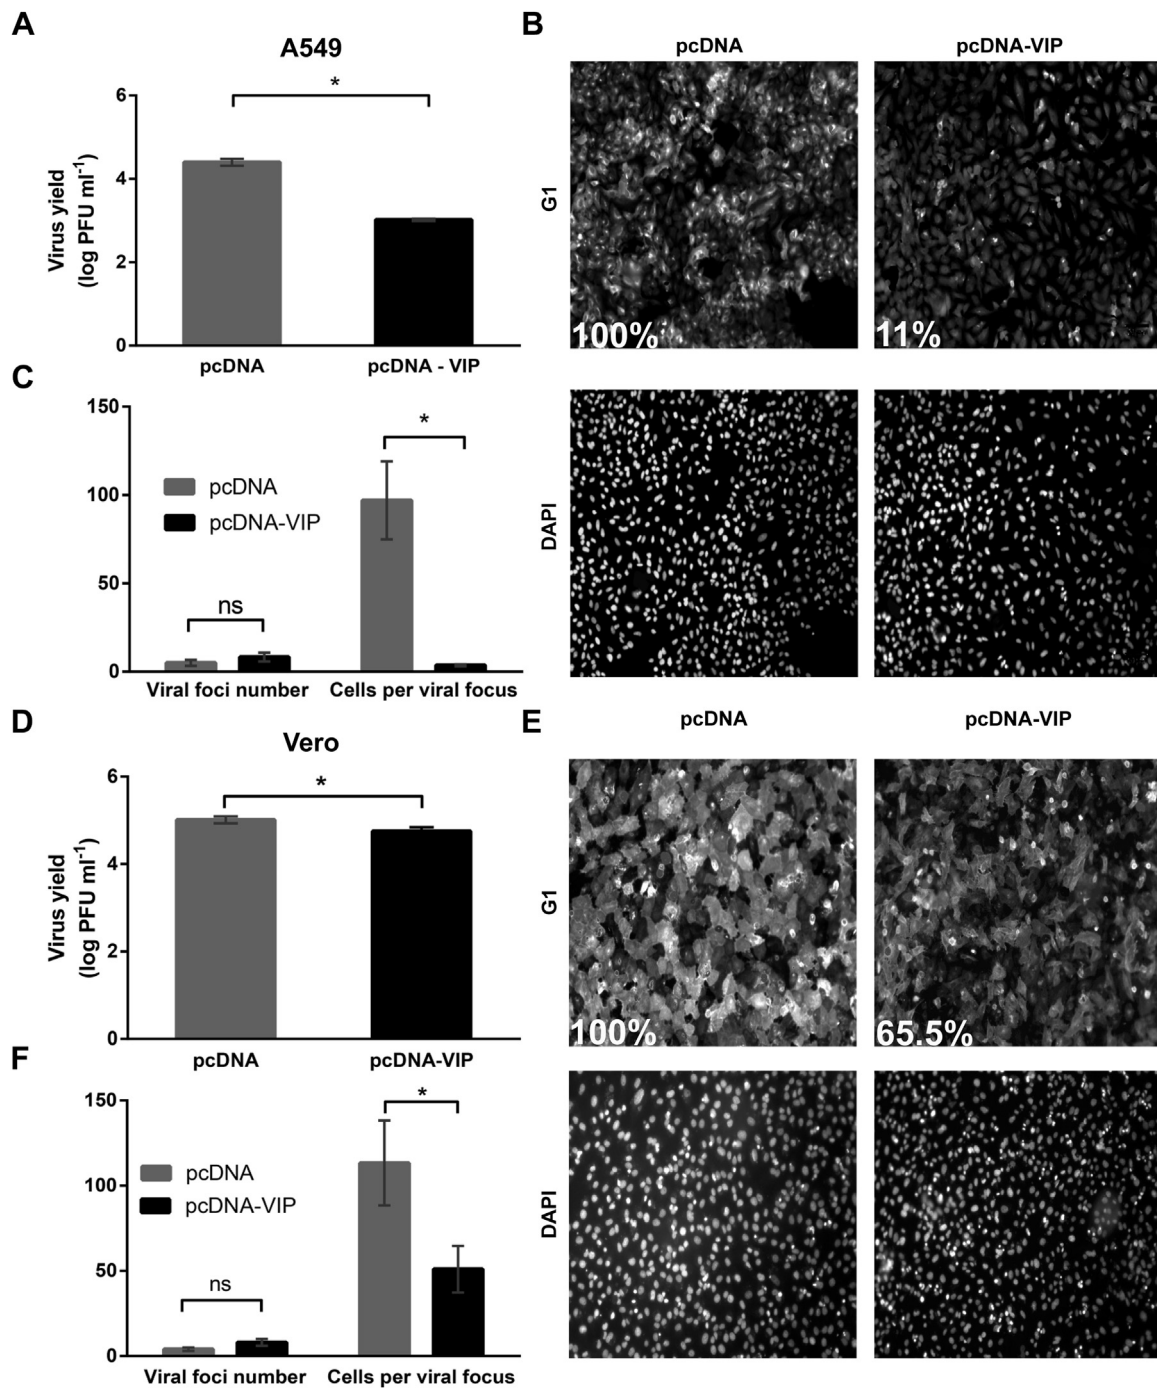 A
A549
*
6
4
2
0
Virus yield
(log PFU ml-1)
pcDNA
pcDNA - VIP
B
pcDNA
pcDNA-VIP
G1
100%
11%
DAPI
C
150
100
50
0
pcDNA
pcDNA-VIP
ns
*
Viral foci number
Cells per viral focus
D
Vero
*
6
4
2
0
Virus yield
(log PFU ml-1)
pcDNA
pcDNA-VIP
E
pcDNA
pcDNA-VIP
G1
100%
65.5%
DAPI
F
150
100
50
0
pcDNA
pcDNA-VIP
ns
*
Viral foci number
Cells per viral focus